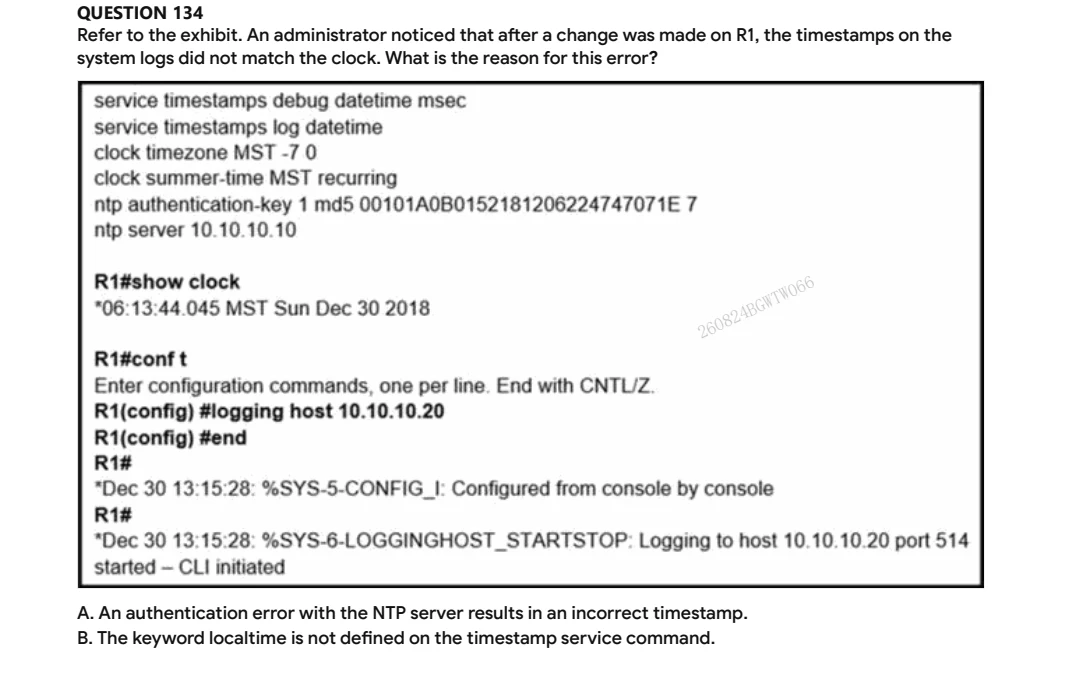 QUESTION 134
Refer to the exhibit. An administrator noticed that after a change was made on R1, the timestamps on the
system logs did not match the clock. What is the reason for this error?
service timestamps debug datetime msec
service timestamps log datetime
clock timezone MST -7 0
clock summer-time MST recurring
ntp authentication-key 1 md5 00101A0B0152181206224747071E 7
ntp server 10.10.10.10
R1#show clock
*06:13:44.045 MST Sun Dec 30 2018
260824BGWTW066
R1#conf t
Enter configuration commands, one per line. End with CNTL/Z.
R1(config) #logging host 10.10.10.20
R1(config) #end
R1#
*Dec 30 13:15:28: %SYS-5-CONFIG_I: Configured from console by console
R1#
*Dec 30 13:15:28: %SYS-6-LOGGINGHOST_STARTSTOP: Logging to host 10.10.10.20 port 514
started – CLI initiated
A. An authentication error with the NTP server results in an incorrect timestamp.
B. The keyword localtime is not defined on the timestamp service command.